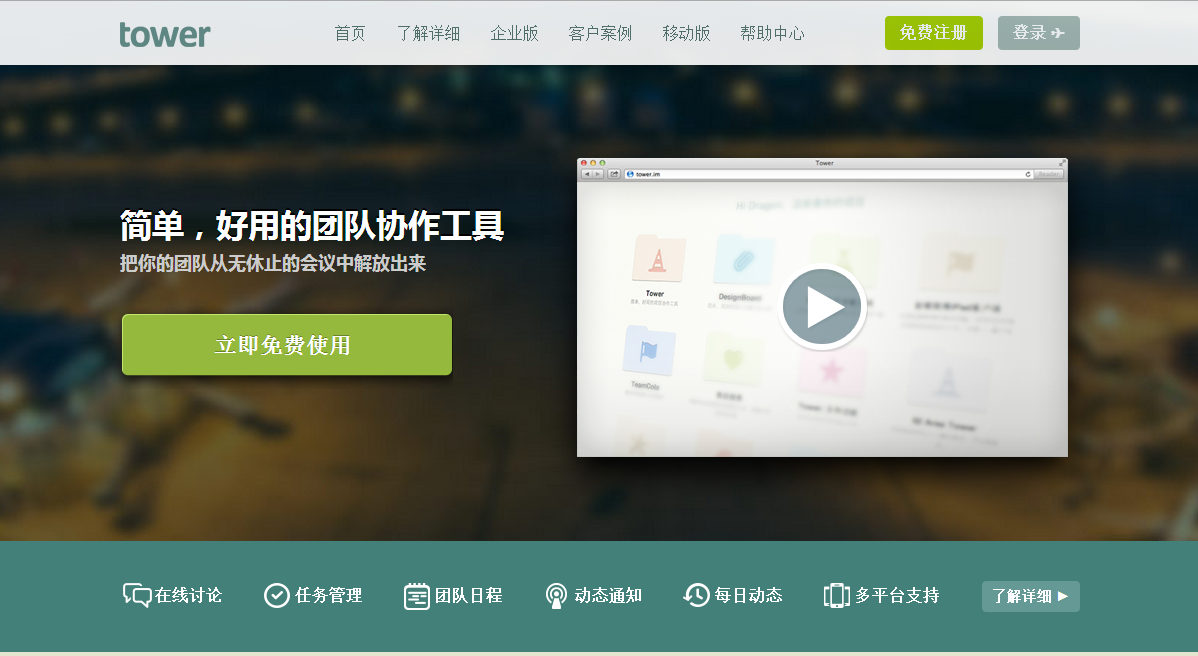 tower 首页 了解详细 企业版 客户案例 移动版 帮助中心 免费注册 登录
Tower
tower.im
Reader
简单，好用的团队协作工具
把你的团队从无休止的会议中解放出来
立即免费使用
Hi Dragon,
Tower
DesignBoard
TeamCola
在线讨论 任务管理 团队日程 动态通知 每日动态 多平台支持 了解详细